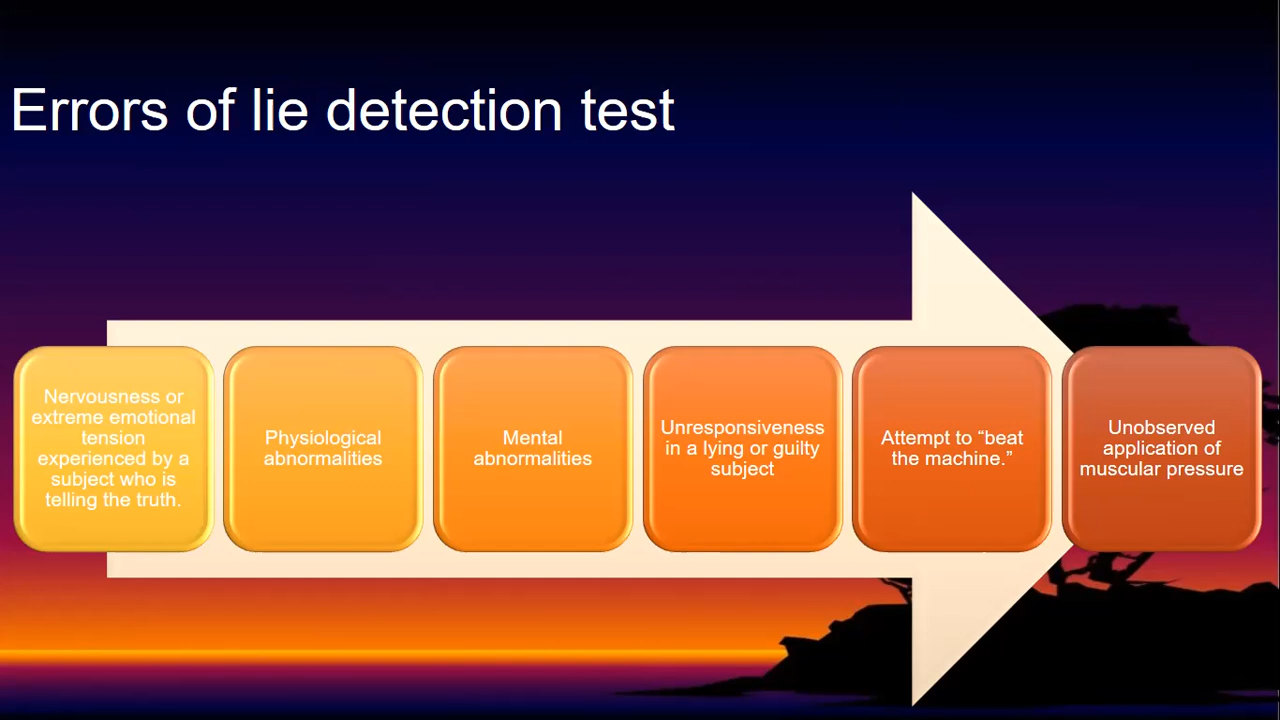 Errors of lie detection test
Nervousness or
extreme emotional
tension
experienced by a
subject who is
telling the truth.
Physiological
abnormalities
Mental
abnormalities
Unresponsiveness
in a lying or guilty
subject
Attempt to “beat
the machine.”
Unobserved
application of
muscular pressure